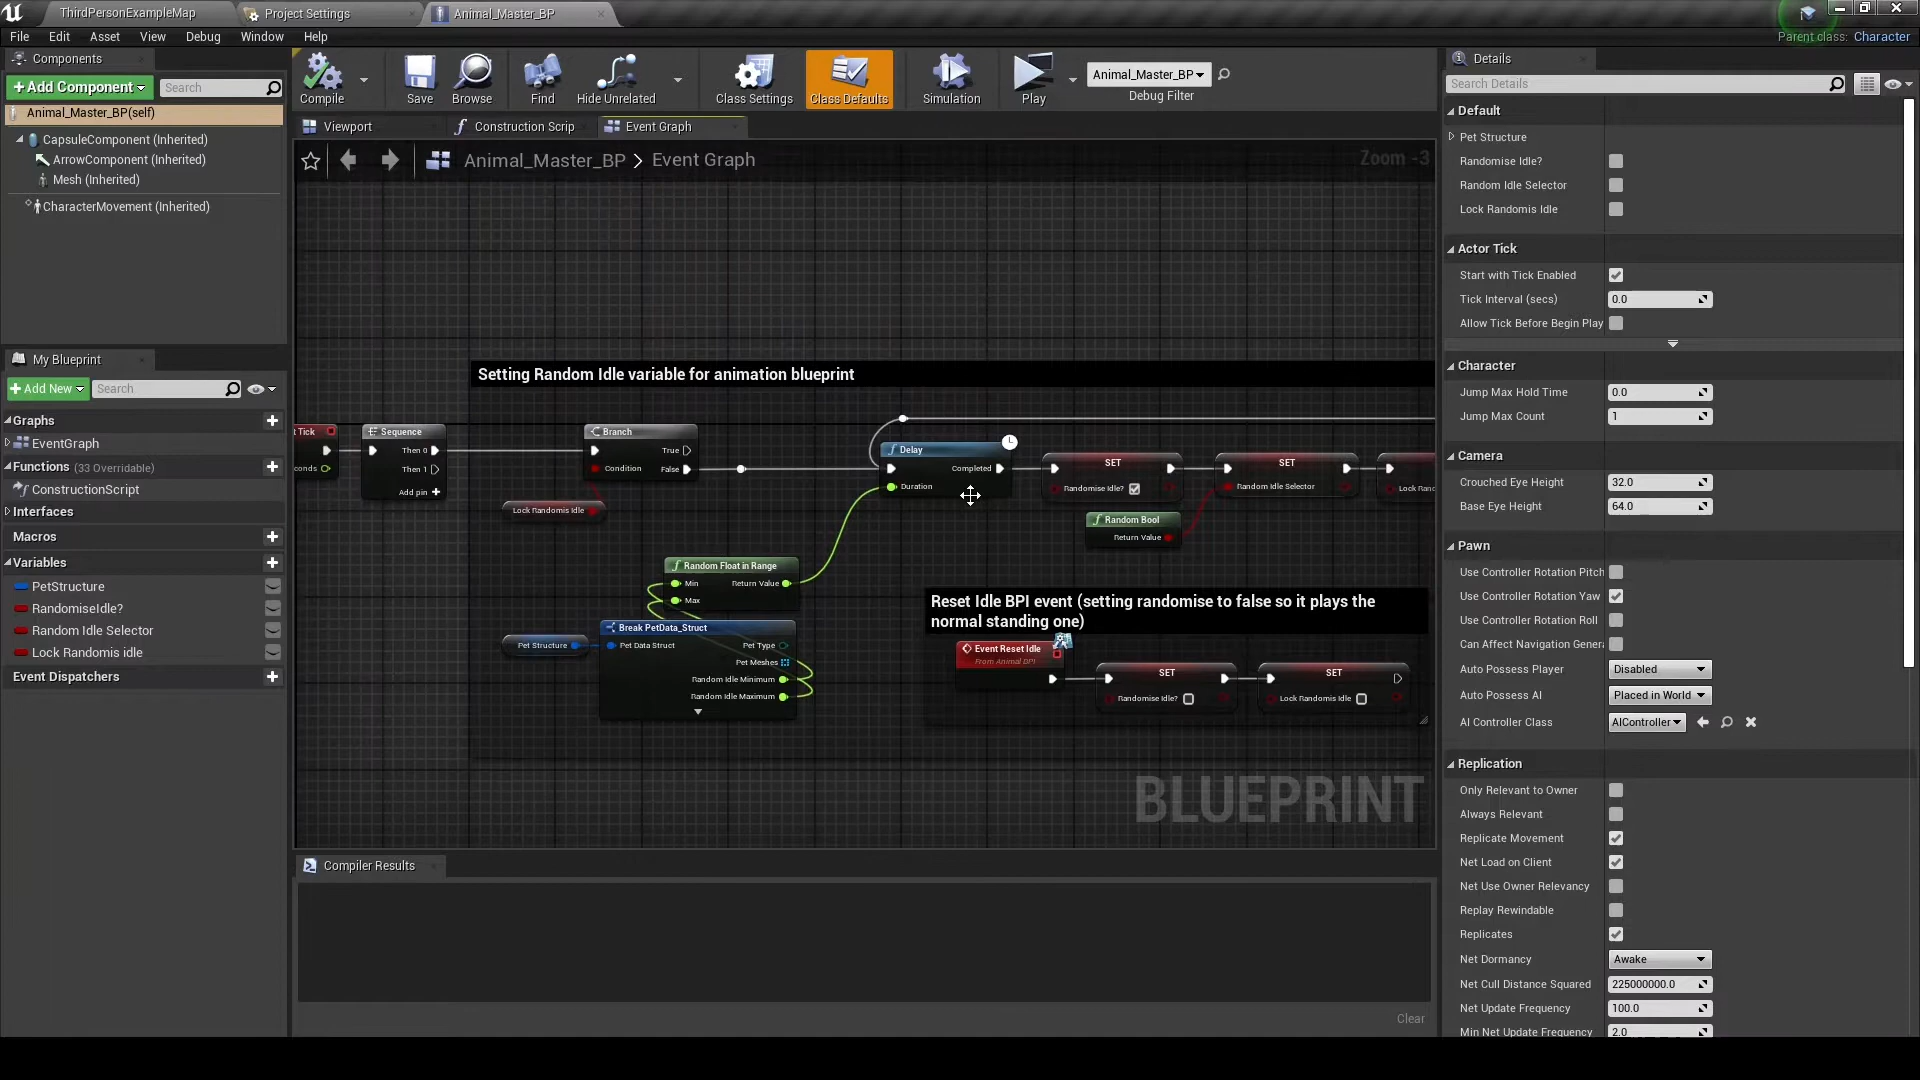 ThirdPersonExampleMap
Project Settings
Animal_Master_BP
File Edit Asset View Debug Window Help
Parent class: Character
Components
+Add Component
Search
Animal_Master_BP(self)
CapsuleComponent (Inherited)
ArrowComponent (Inherited)
Mesh (Inherited)
CharacterMovement (Inherited)
Compile
Save
Browse
Find
Hide Unrelated
Class Settings
Class Defaults
Simulation
Play
Animal_Master_BP
Debug Filter
Viewport
Construction Scrip
Event Graph
Animal_Master_BP > Event Graph
Zoom -3
My Blueprint
+Add New
Search
Graphs
EventGraph
Functions (33 Overridable)
ConstructionScript
Interfaces
Macros
Variables
PetStructure
RandomiseIdle?
Random Idle Selector
Lock Randomis idle
Event Dispatchers
Setting Random Idle variable for animation blueprint
t Tick
conds
Sequence
Then 0
Then 1
Add pin +
Branch
True
Condition False
Lock Randomis Idle
Delay
Completed
Duration
SET
Randomise Idle?
SET
Random Idle Selector
Lock Ran
Random Bool
Return Value
Random Float in Range
Min Return Value
Max
Pet Structure
Break PetData_Struct
Pet Data Struct Pet Type
Pet Meshes
Random Idle Minimum
Random Idle Maximum
Reset Idle BPI event (setting randomise to false so it plays the
normal standing one)
Event Reset Idle
From Animal BPI
SET
Randomise Idle?
SET
Lock Randomis Idle
BLUEPRINT
Compiler Results
Clear
Details
Search Details
Default
Pet Structure
Randomise Idle?
Random Idle Selector
Lock Randomis Idle
Actor Tick
Start with Tick Enabled
Tick Interval (secs) 0.0
Allow Tick Before Begin Play
Character
Jump Max Hold Time 0.0
Jump Max Count 1
Camera
Crouched Eye Height 32.0
Base Eye Height 64.0
Pawn
Use Controller Rotation Pitch
Use Controller Rotation Yaw
Use Controller Rotation Roll
Can Affect Navigation Genera
Auto Possess Player Disabled
Auto Possess AI Placed in World
AI Controller Class AIController
Replication
Only Relevant to Owner
Always Relevant
Replicate Movement
Net Load on Client
Net Use Owner Relevancy
Replay Rewindable
Replicates
Net Dormancy Awake
Net Cull Distance Squared 225000000.0
Net Update Frequency 100.0
Min Net Update Frequency 2.0